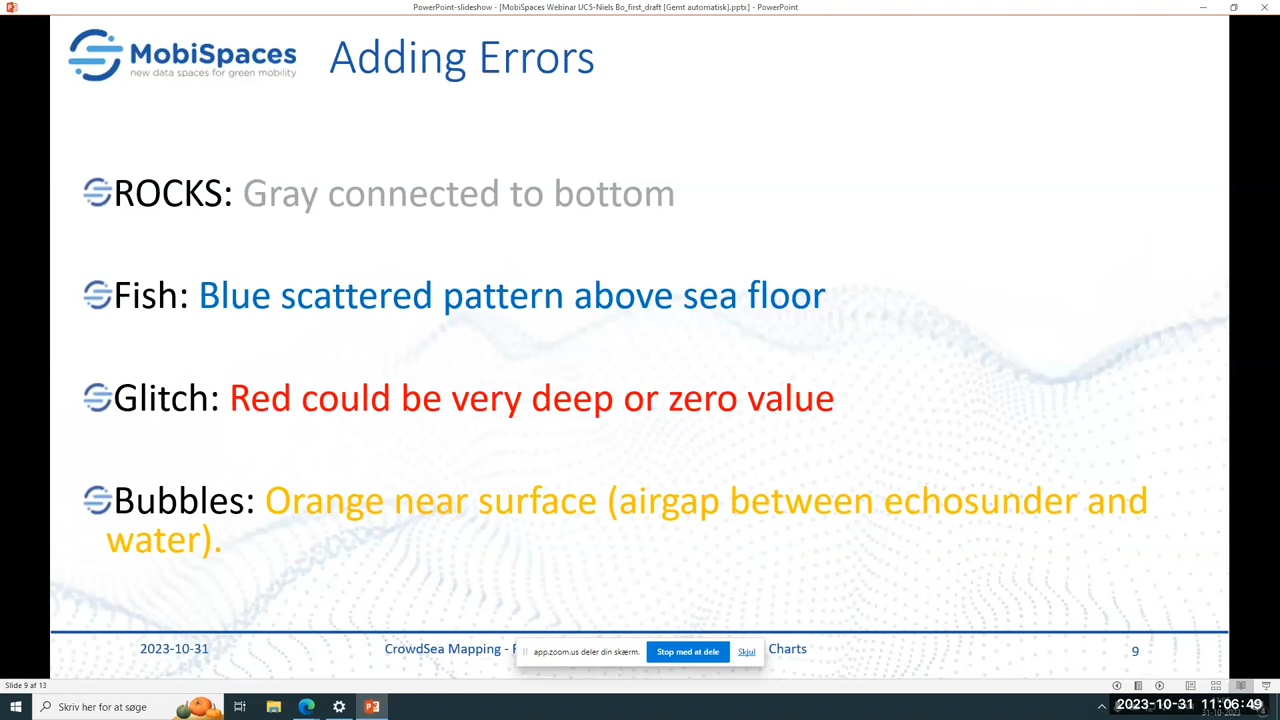 PowerPoint-slideshow - [MobiSpaces Webinar UC5-Niels Bo_first_draft [Gemt automatisk].pptx] - PowerPoint
MobiSpaces
new data spaces for green mobility
Adding Errors
ROCKS: Gray connected to bottom
Fish: Blue scattered pattern above sea floor
Glitch: Red could be very deep or zero value
Bubbles: Orange near surface (airgap between echosunder and
water).
2023-10-31
CrowdSea Mapping -
Charts
9
app.zoom.us deler din skærm.
Stop med at dele
Skjul
Slide 9 af 13
Skriv her for at søge
2023-10-31 11:06:49